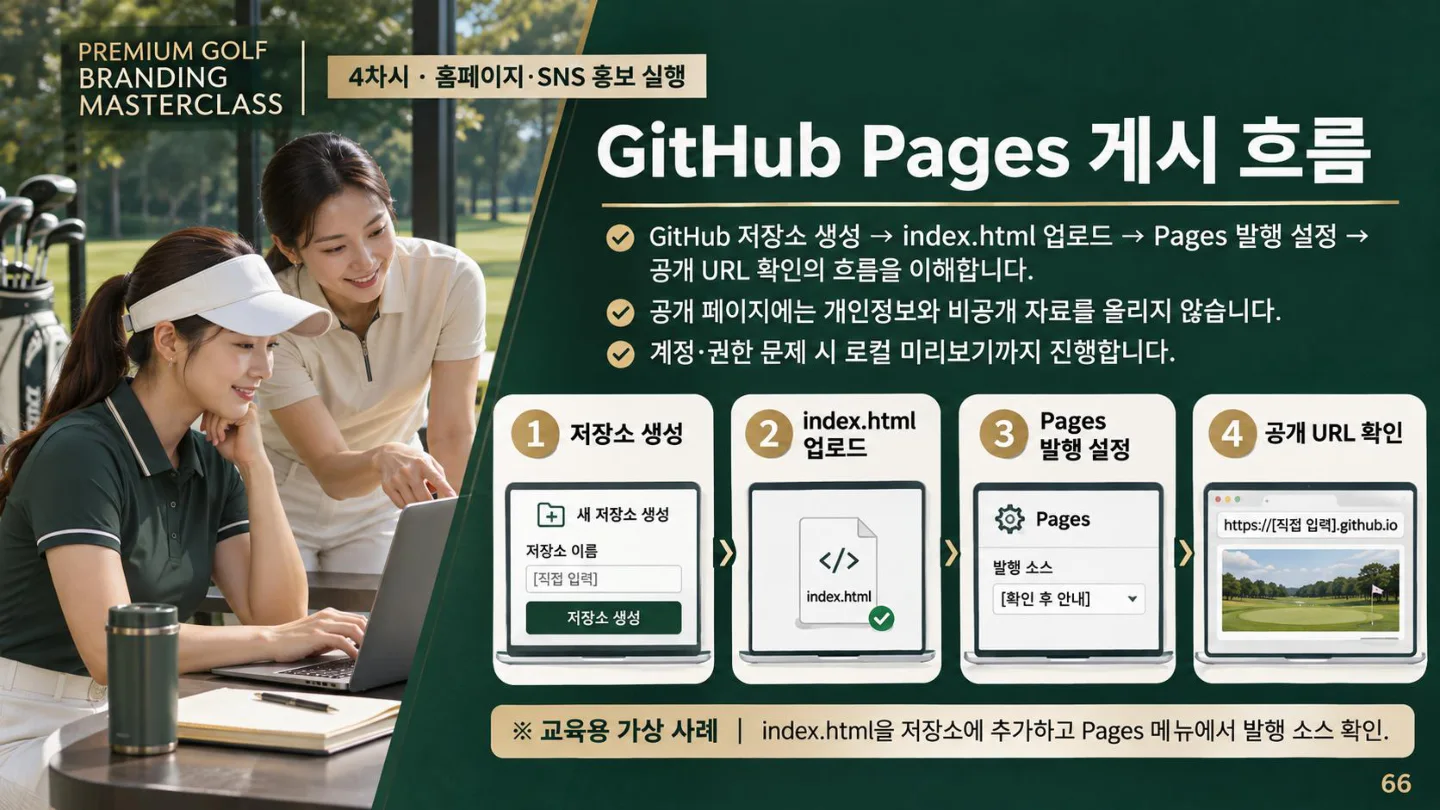 PREMIUM GOLF
BRANDING
MASTERCLASS
4차시 · 홈페이지·SNS 홍보 실행
GitHub Pages 게시 흐름
GitHub 저장소 생성 → index.html 업로드 → Pages 발행 설정 →
공개 URL 확인의 흐름을 이해합니다.
공개 페이지에는 개인정보와 비공개 자료를 올리지 않습니다.
계정·권한 문제 시 로컬 미리보기까지 진행합니다.
1 저장소 생성
새 저장소 생성
저장소 이름
[직접 입력]
저장소 생성
2 index.html
업로드
</>
index.html
3 Pages
발행 설정
Pages
발행 소스
[확인 후 안내]
4 공개 URL 확인
https://[직접 입력].github.io
※ 교육용 가상 사례 | index.html을 저장소에 추가하고 Pages 메뉴에서 발행 소스 확인.
66